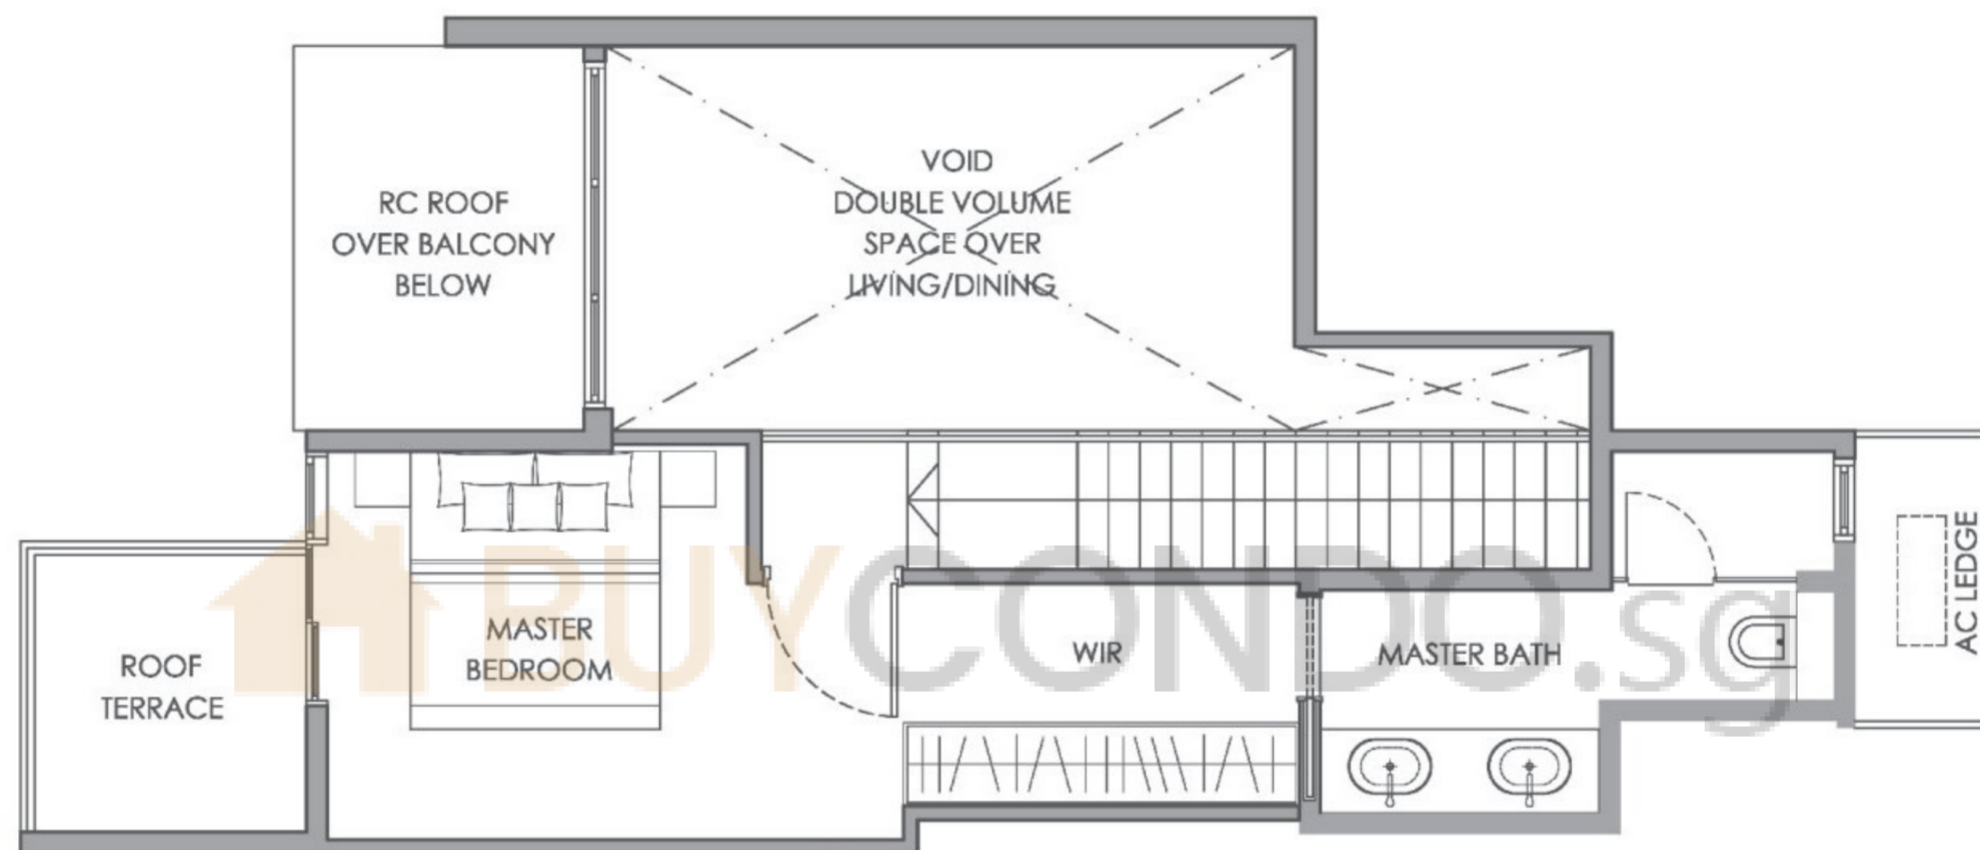 VOID
DOUBLE VOLUME
SPACE OVER
LIVING/DINING
RC ROOF
OVER BALCONY
BELOW
MASTER
BEDROOM
ROOF
TERRACE
WIR
MASTER BATH
AC LEDGE
BUYCONDO.sg